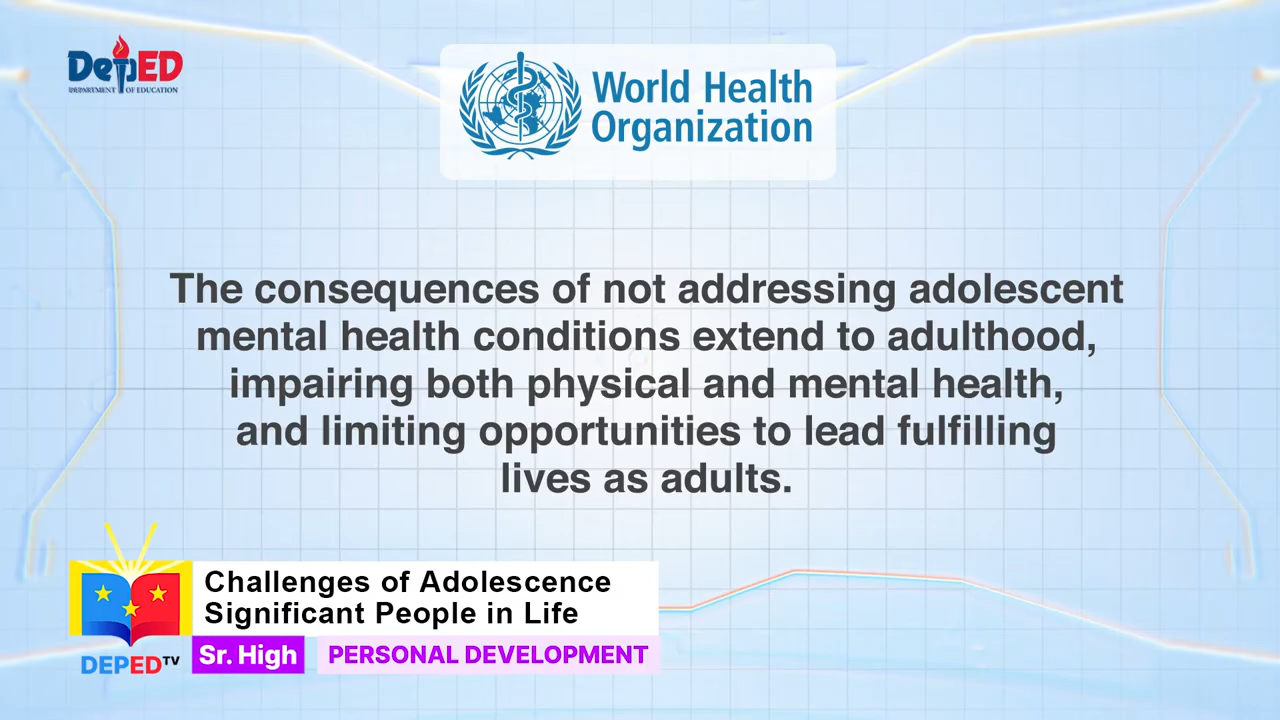 DepED
DEPARTMENT OF EDUCATION
World Health
Organization
The consequences of not addressing adolescent
mental health conditions extend to adulthood,
impairing both physical and mental health,
and limiting opportunities to lead fulfilling
lives as adults.
Challenges of Adolescence
Significant People in Life
DEPED TV
Sr. High
PERSONAL DEVELOPMENT